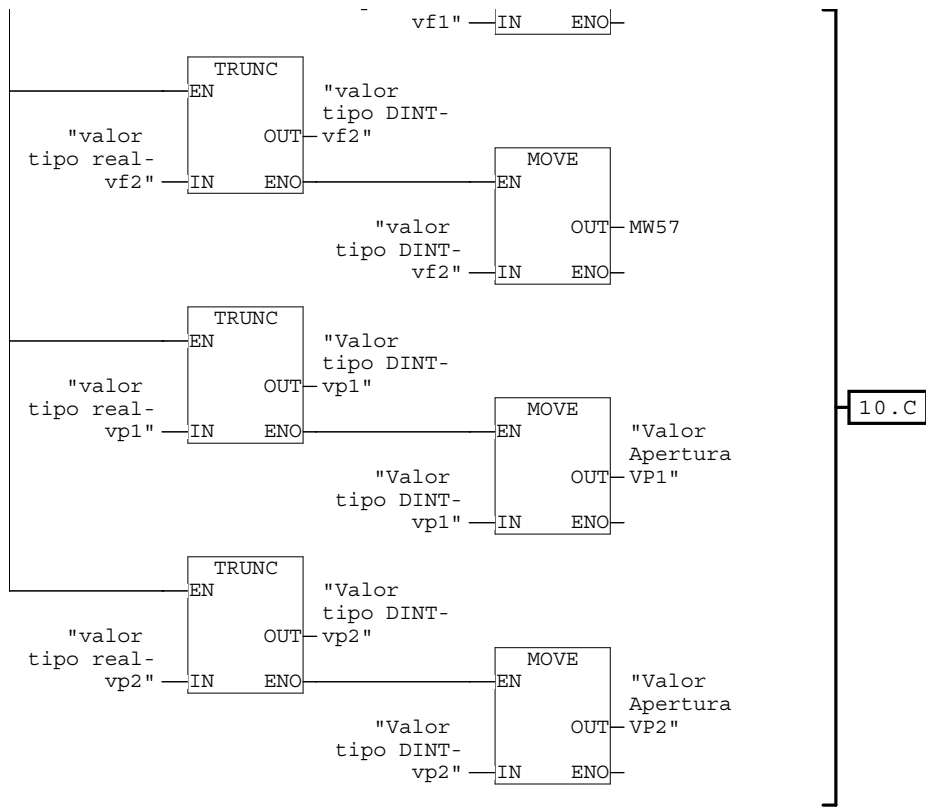 vf1" IN ENO
TRUNC
EN
"valor
tipo DINT-
vf2"
OUT
"valor
tipo real-
vf2" IN ENO
MOVE
EN
OUT MW57
"valor
tipo DINT-
vf2" IN ENO
TRUNC
EN
"Valor
tipo DINT-
vp1"
OUT
"valor
tipo real-
vp1" IN ENO
MOVE
EN
"Valor
Apertura
VP1"
OUT
"Valor
tipo DINT-
vp1" IN ENO
10.C
TRUNC
EN
"Valor
tipo DINT-
vp2"
OUT
"valor
tipo real-
vp2" IN ENO
MOVE
EN
"Valor
Apertura
VP2"
OUT
"Valor
tipo DINT-
vp2" IN ENO